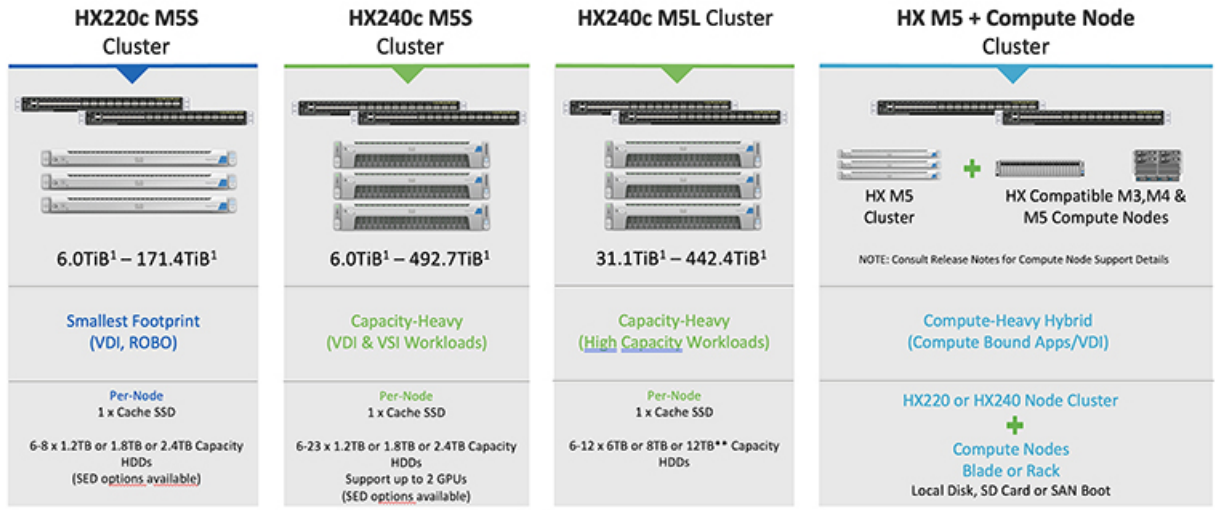 HX220c M5S
Cluster
6.0TiB¹ – 171.4TiB¹
Smallest Footprint
(VDI, ROBO)
Per-Node
1 x Cache SSD
6-8 x 1.2TB or 1.8TB or 2.4TB Capacity
HDDs
(SED options available)
HX240c M5S
Cluster
6.0TiB¹ – 492.7TiB¹
Capacity-Heavy
(VDI & VSI Workloads)
Per-Node
1 x Cache SSD
6-23 x 1.2TB or 1.8TB or 2.4TB Capacity
HDDs
Support up to 2 GPUs
(SED options available)
HX240c M5L Cluster
31.1TiB¹ – 442.4TiB¹
Capacity-Heavy
(High Capacity Workloads)
Per-Node
1 x Cache SSD
6-12 x 6TB or 8TB or 12TB** Capacity
HDDs
HX M5 + Compute Node
Cluster
HX M5
Cluster
+
HX Compatible M3,M4 &
M5 Compute Nodes
NOTE: Consult Release Notes for Compute Node Support Details
Compute-Heavy Hybrid
(Compute Bound Apps/VDI)
HX220 or HX240 Node Cluster
+
Compute Nodes
Blade or Rack
Local Disk, SD Card or SAN Boot